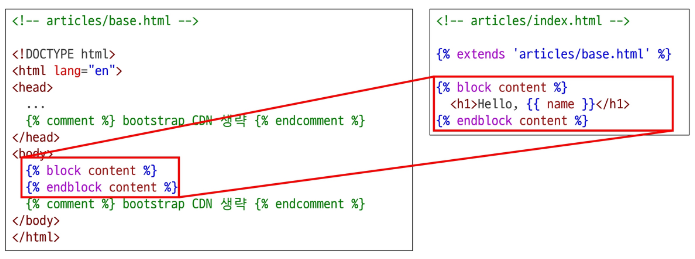 <!-- articles/base.html -->
<!DOCTYPE html>
<html lang="en">
<head>
...
{% comment %} bootstrap CDN 생략 {% endcomment %}
</head>
<body>
{% block content %}
{% endblock content %}
{% comment %} bootstrap CDN 생략 {% endcomment %}
</body>
</html>
<!-- articles/index.html -->
{% extends 'articles/base.html' %}
{% block content %}
<h1>Hello, {{ name }}</h1>
{% endblock content %}